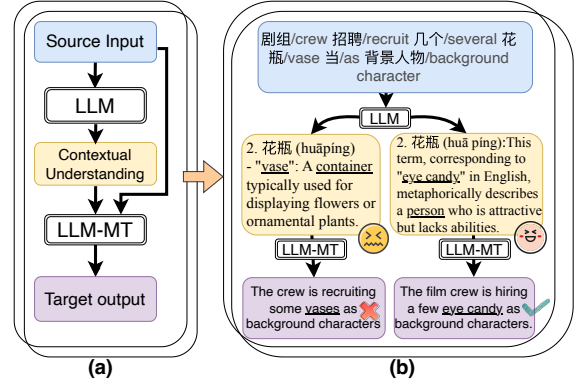 Source Input
LLM
Contextual
Understanding
LLM-MT
Target output
(a)
剧组/crew 招聘/recruit 几个/several 花
瓶/vase 当/as 背景人物/background
character
LLM
2. 花瓶 (huāpíng)
- "vase": A container
typically used for
displaying flowers or
ornamental plants.
LLM-MT
The crew is recruiting
some vases as
background characters
2. 花瓶 (huā píng):This
term, corresponding to
"eye candy" in English,
metaphorically describes
a person who is attractive
but lacks abilities.
LLM-MT
The film crew is hiring
a few eye candy as
background characters.
(b)